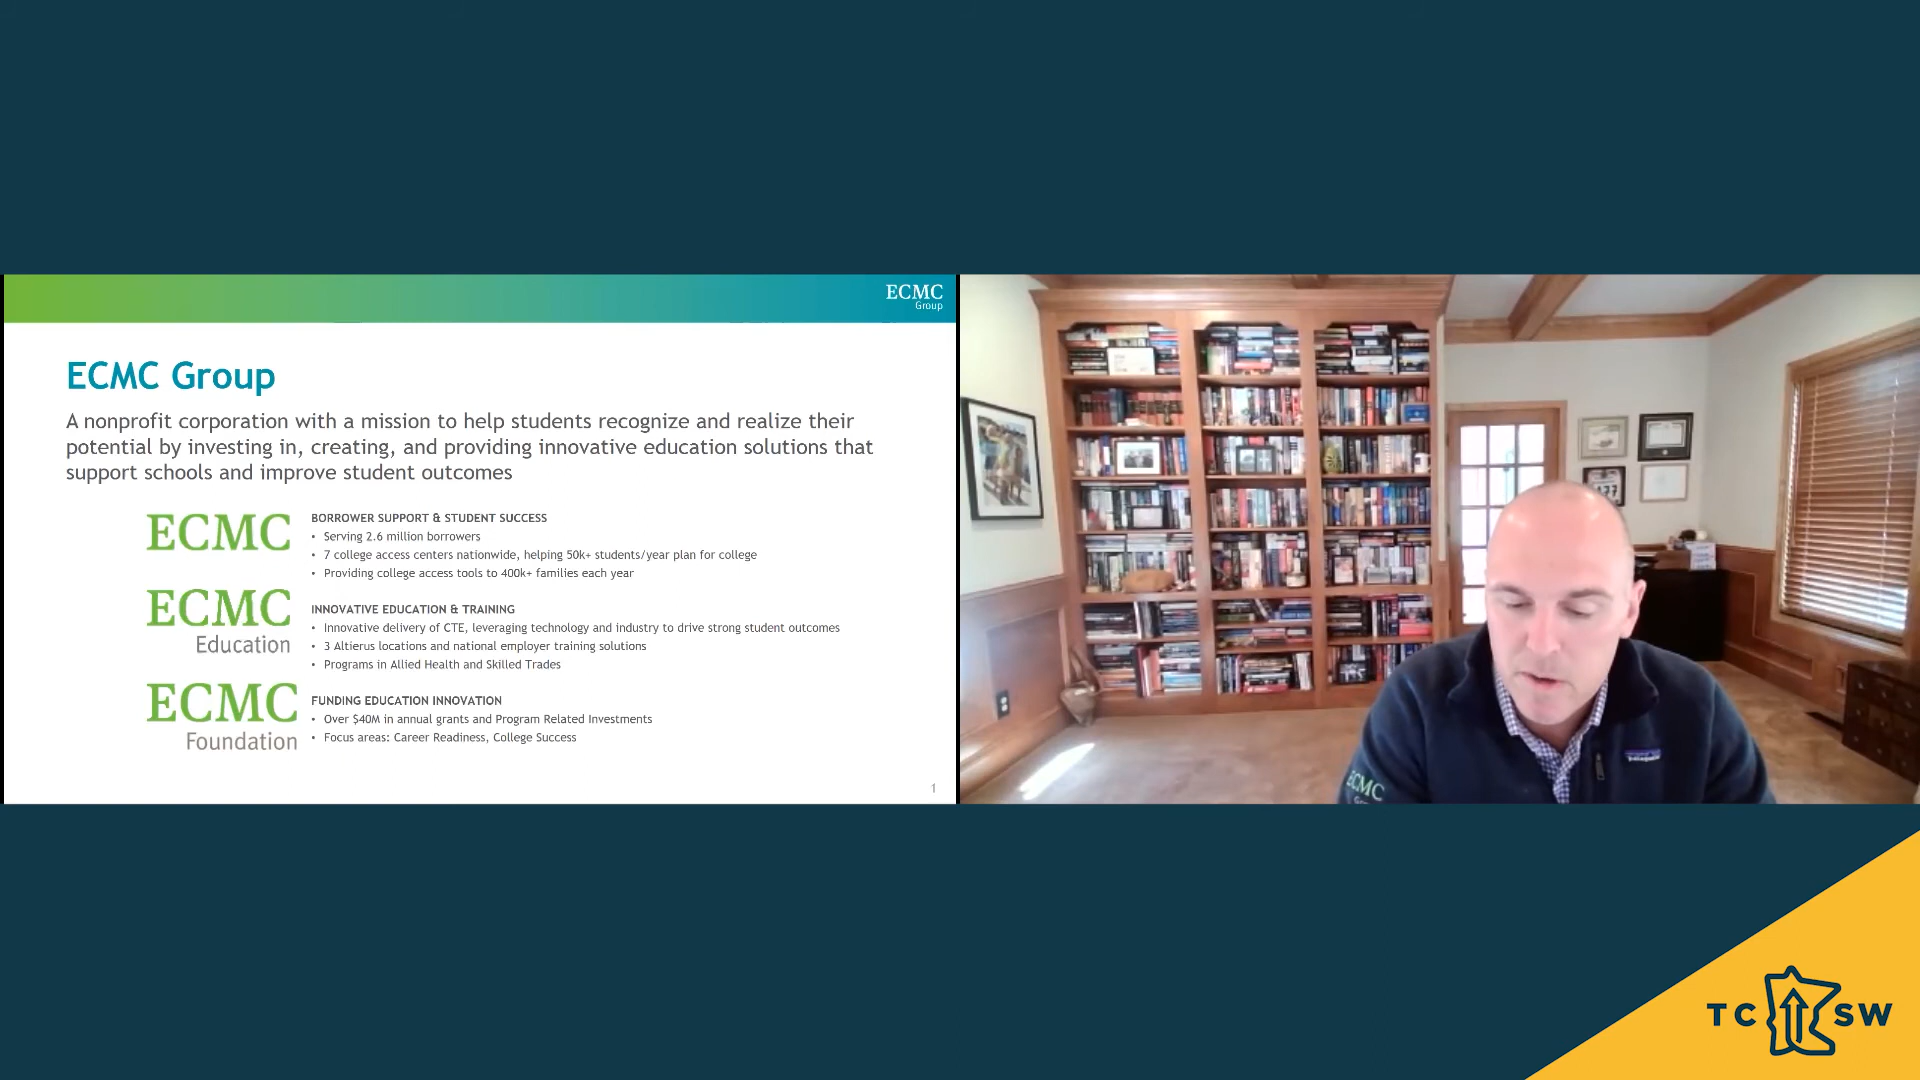 ECMC
Group
ECMC Group
A nonprofit corporation with a mission to help students recognize and realize their
potential by investing in, creating, and providing innovative education solutions that
support schools and improve student outcomes
ECMC
BORROWER SUPPORT & STUDENT SUCCESS
• Serving 2.6 million borrowers
• 7 college access centers nationwide, helping 50k+ students/year plan for college
• Providing college access tools to 400k+ families each year
ECMC
Education
INNOVATIVE EDUCATION & TRAINING
• Innovative delivery of CTE, leveraging technology and industry to drive strong student outcomes
• 3 Altierus locations and national employer training solutions
• Programs in Allied Health and Skilled Trades
ECMC
Foundation
FUNDING EDUCATION INNOVATION
• Over $40M in annual grants and Program Related Investments
• Focus areas: Career Readiness, College Success
1
patagonia
ECMC
TC SW